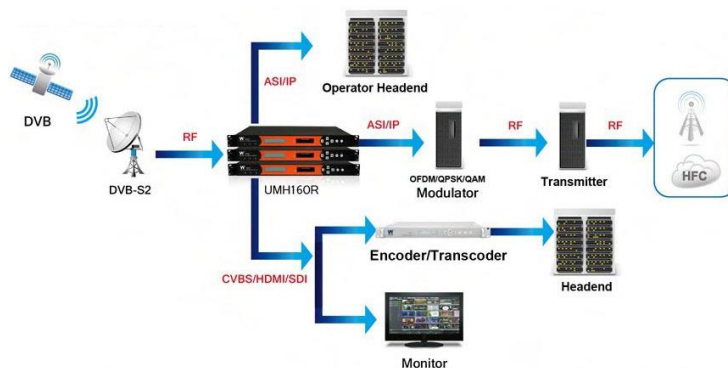 ASI/IP
Operator Headend
DVB
RF
ASI/IP
RF
RF
DVB-S2
UMH160R
OFDM/QPSK/QAM
Modulator
Transmitter
HFC
CVBS/HDMI/SDI
Encoder/Transcoder
Headend
Monitor